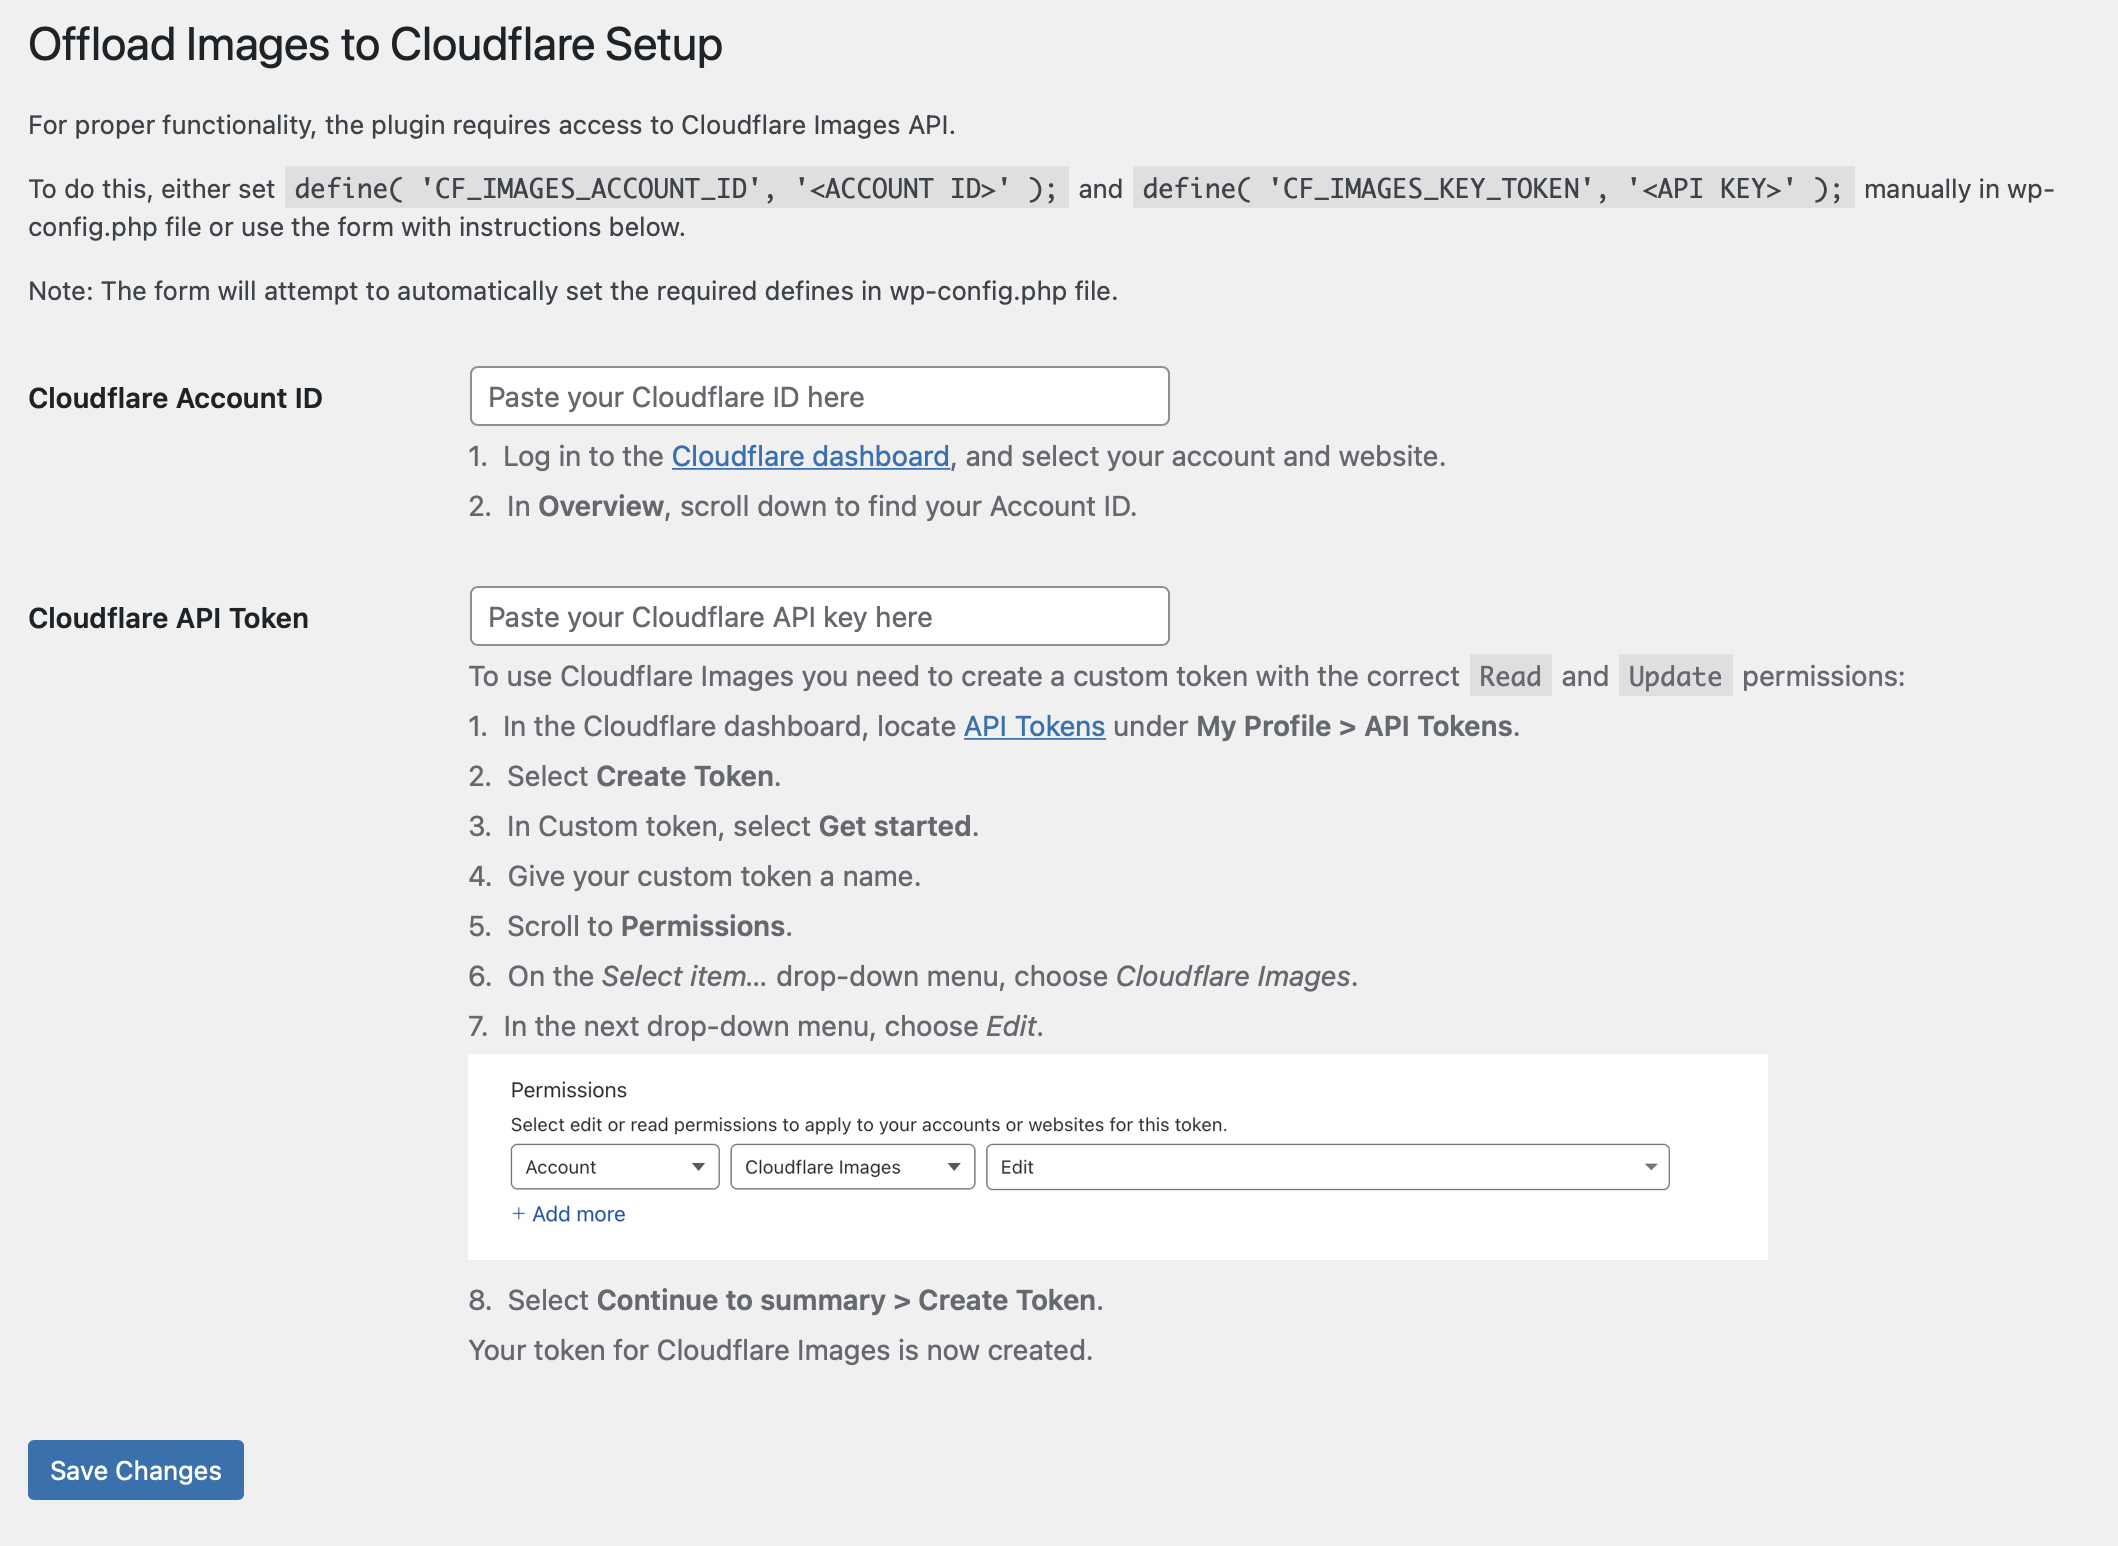 Offload Images to Cloudflare Setup
For proper functionality, the plugin requires access to Cloudflare Images API.
To do this, either set define( 'CF_IMAGES_ACCOUNT_ID', '<ACCOUNT ID>' ); and define( 'CF_IMAGES_KEY_TOKEN', '<API KEY>' ); manually in wp-
config.php file or use the form with instructions below.
Note: The form will attempt to automatically set the required defines in wp-config.php file.
Cloudflare Account ID
Paste your Cloudflare ID here
1. Log in to the Cloudflare dashboard, and select your account and website.
2. In Overview, scroll down to find your Account ID.
Cloudflare API Token
Paste your Cloudflare API key here
To use Cloudflare Images you need to create a custom token with the correct Read and Update permissions:
1. In the Cloudflare dashboard, locate API Tokens under My Profile > API Tokens.
2. Select Create Token.
3. In Custom token, select Get started.
4. Give your custom token a name.
5. Scroll to Permissions.
6. On the Select item... drop-down menu, choose Cloudflare Images.
7. In the next drop-down menu, choose Edit.
Permissions
Select edit or read permissions to apply to your accounts or websites for this token.
Account Cloudflare Images Edit
+ Add more
8. Select Continue to summary > Create Token.
Your token for Cloudflare Images is now created.
Save Changes